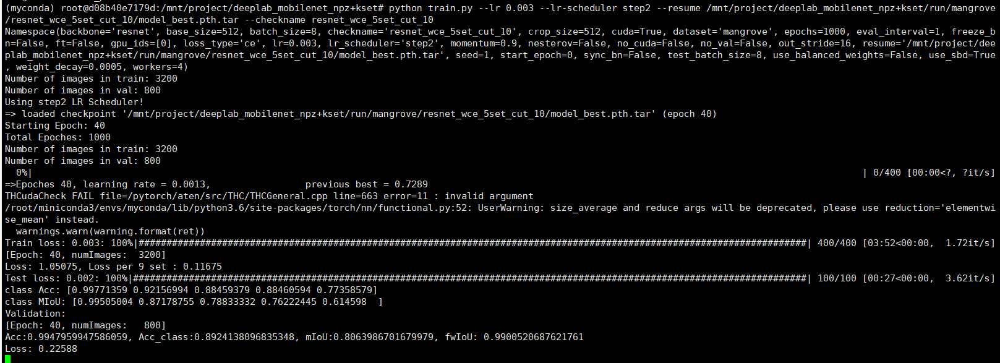 (myconda) root@d08b40e7179d:/mnt/project/deeplab_mobilenet_npz+kset# python train.py --lr 0.003 --lr-scheduler step2 --resume /mnt/project/deeplab_mobilenet_npz+kset/run/mangrove
/resnet_wce_5set_cut_10/model_best.pth.tar --checkname resnet_wce_5set_cut_10
Namespace(backbone='resnet', base_size=512, batch_size=8, checkname='resnet_wce_5set_cut_10', crop_size=512, cuda=True, dataset='mangrove', epochs=1000, eval_interval=1, freeze_b
n=False, ft=False, gpu_ids=[0], loss_type='ce', lr=0.003, lr_scheduler='step2', momentum=0.9, nesterov=False, no_cuda=False, no_val=False, out_stride=16, resume='/mnt/project/dee
plab_mobilenet_npz+kset/run/mangrove/resnet_wce_5set_cut_10/model_best.pth.tar', seed=1, start_epoch=0, sync_bn=False, test_batch_size=8, use_balanced_weights=False, use_sbd=True
, weight_decay=0.0005, workers=4)
Number of images in train: 3200
Number of images in val: 800
Using step2 LR Scheduler!
=> loaded checkpoint '/mnt/project/deeplab_mobilenet_npz+kset/run/mangrove/resnet_wce_5set_cut_10/model_best.pth.tar' (epoch 40)
Starting Epoch: 40
Total Epoches: 1000
Number of images in train: 3200
Number of images in val: 800
0%| | 0/400 [00:00<?, ?it/s]
=>Epoches 40, learning rate = 0.0013, previous best = 0.7289
THCudaCheck FAIL file=/pytorch/aten/src/THC/THCGeneral.cpp line=663 error=11 : invalid argument
/root/miniconda3/envs/myconda/lib/python3.6/site-packages/torch/nn/functional.py:52: UserWarning: size_average and reduce args will be deprecated, please use reduction='elementwi
se_mean' instead.
warnings.warn(warning.format(ret))
Train loss: 0.003: 100%|########################################################################################################################| 400/400 [03:52<00:00, 1.72it/s]
[Epoch: 40, numImages: 3200]
Loss: 1.05075, Loss per 9 set : 0.11675
Test loss: 0.002: 100%|#########################################################################################################################| 100/100 [00:27<00:00, 3.62it/s]
class Acc: [0.99771359 0.92156994 0.88459379 0.88460594 0.77358579]
class MIoU: [0.99505004 0.87178755 0.78833332 0.76222445 0.614598 ]
Validation:
[Epoch: 40, numImages: 800]
Acc:0.9947959947586059, Acc_class:0.8924138096835348, mIoU:0.8063986701679979, fwIoU: 0.9900520687621761
Loss: 0.22588